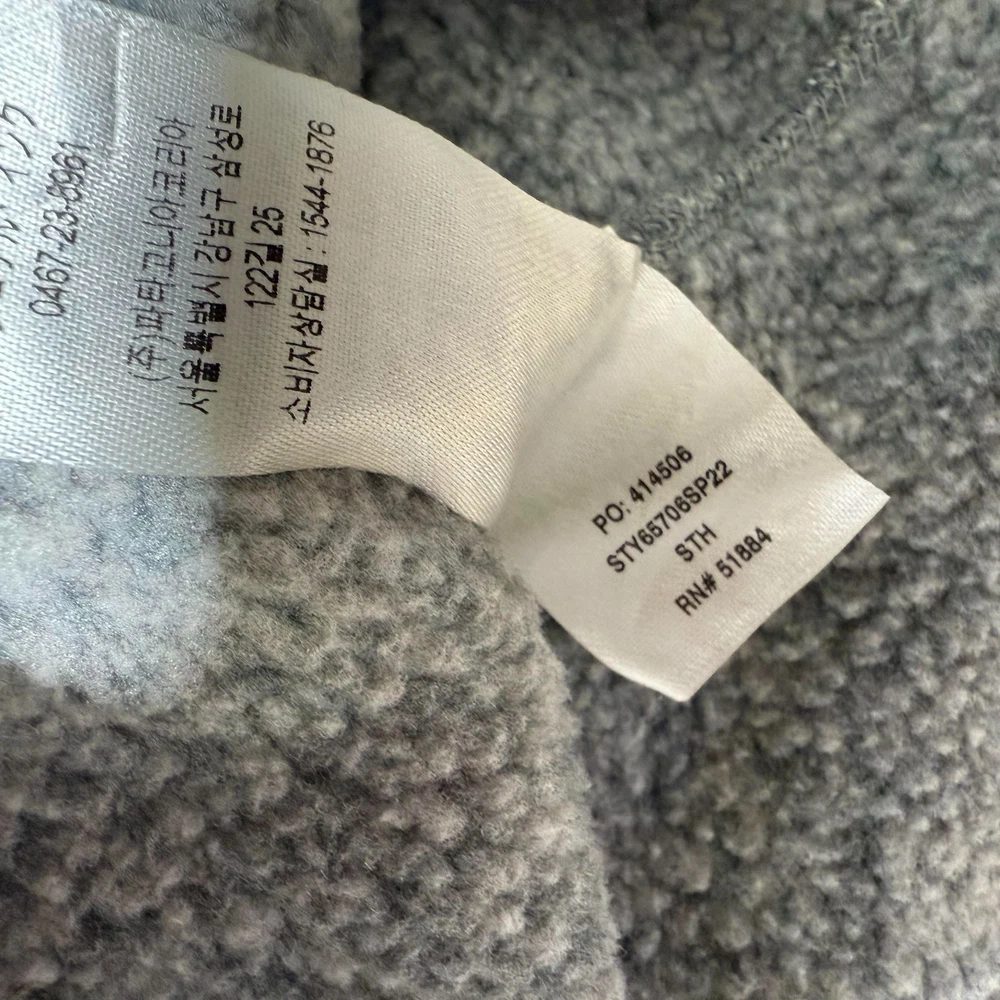 0467-23-8961
(주)파타고니아코리아
서울특별시 강남구 삼성로
122길 25
소비자상담실 : 1544-1876
PO: 414506
STY65706SP22
STH
RN# 51884